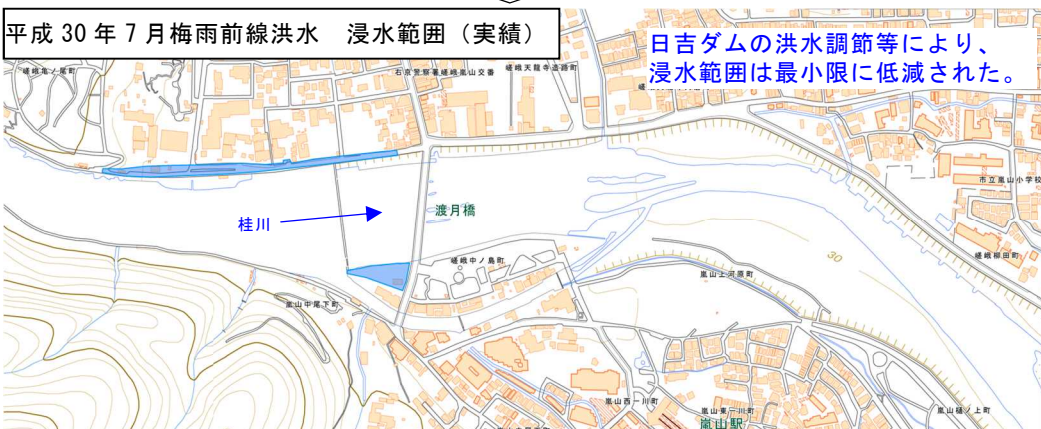 平成30年7月梅雨前線洪水　浸水範囲（実績）
日吉ダムの洪水調節等により、
浸水範囲は最小限に低減された。
嵯峨亀ノ尾町
右京警察署嵯峨嵐山交番
嵯峨天龍寺造路町
市立嵐山小学校
桂川
渡月橋
嵯峨中ノ島町
嵯峨柳田町
30
嵐山上河原町
嵐山中尾下町
嵐山西一川町
嵐山東一川町
嵐山樋ノ上町
嵐山駅